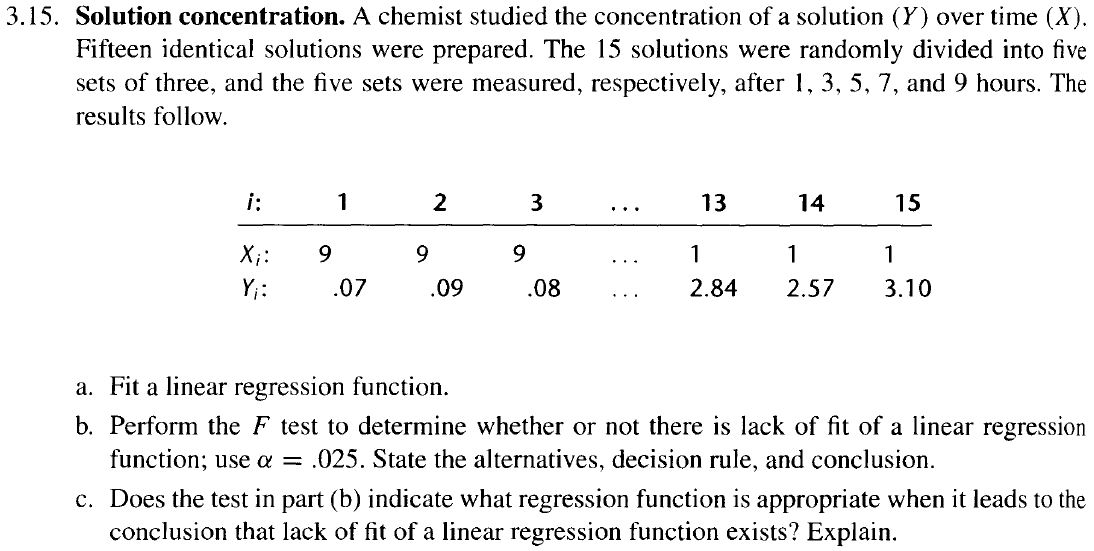 3.15. Solution concentration. A chemist studied the concentration of a solution (Y) over time (X).
Fifteen identical solutions were prepared. The 15 solutions were randomly divided into five
sets of three, and the five sets were measured, respectively, after 1, 3, 5, 7, and 9 hours. The
results follow.
i: 1 2 3 ... 13 14 15
Xᵢ: 9 9 9 ... 1 1 1
Yᵢ: .07 .09 .08 ... 2.84 2.57 3.10
a. Fit a linear regression function.
b. Perform the F test to determine whether or not there is lack of fit of a linear regression
function; use α = .025. State the alternatives, decision rule, and conclusion.
c. Does the test in part (b) indicate what regression function is appropriate when it leads to the
conclusion that lack of fit of a linear regression function exists? Explain.